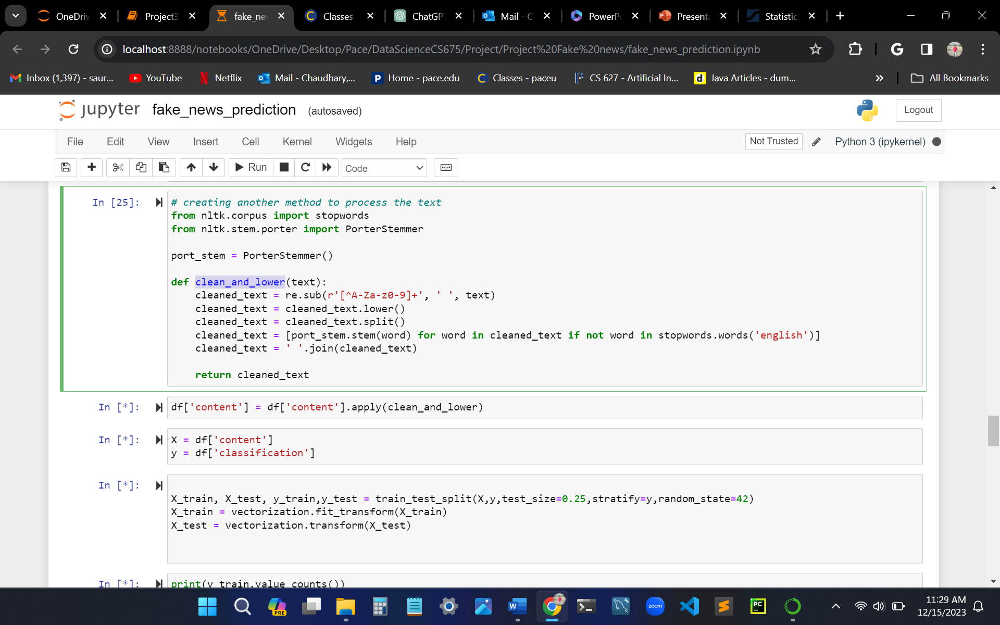 OneDriv
Project3
fake_nev
Classes
ChatGP
Mail - C
PowerPo
Present
Statistic
localhost:8888/notebooks/OneDrive/Desktop/Pace/DataScienceCS675/Project/Project%20Fake%20news/fake_news_prediction.ipynb
Inbox (1,397) - saur...
YouTube
Netflix
Mail - Chaudhary,...
Home - pace.edu
Classes - paceu
CS 627 - Artificial In...
Java Articles - dum...
All Bookmarks
jupyter fake_news_prediction (autosaved)
Logout
File Edit View Insert Cell Kernel Widgets Help
Not Trusted
Python 3 (ipykernel)
Run
Code
In [25]:
# creating another method to process the text
from nltk.corpus import stopwords
from nltk.stem.porter import PorterStemmer
port_stem = PorterStemmer()
def clean_and_lower(text):
cleaned_text = re.sub(r'[^A-Za-z0-9]+', ' ', text)
cleaned_text = cleaned_text.lower()
cleaned_text = cleaned_text.split()
cleaned_text = [port_stem.stem(word) for word in cleaned_text if not word in stopwords.words('english')]
cleaned_text = ' '.join(cleaned_text)
return cleaned_text
In [*]:
df['content'] = df['content'].apply(clean_and_lower)
In [*]:
X = df['content']
y = df['classification']
In [*]:
X_train, X_test, y_train,y_test = train_test_split(X,y,test_size=0.25,stratify=y,random_state=42)
X_train = vectorization.fit_transform(X_train)
X_test = vectorization.transform(X_test)
In [*]:
print(y_train.value_counts())
PRE
W
zoom
PC
11:29 AM
12/15/2023